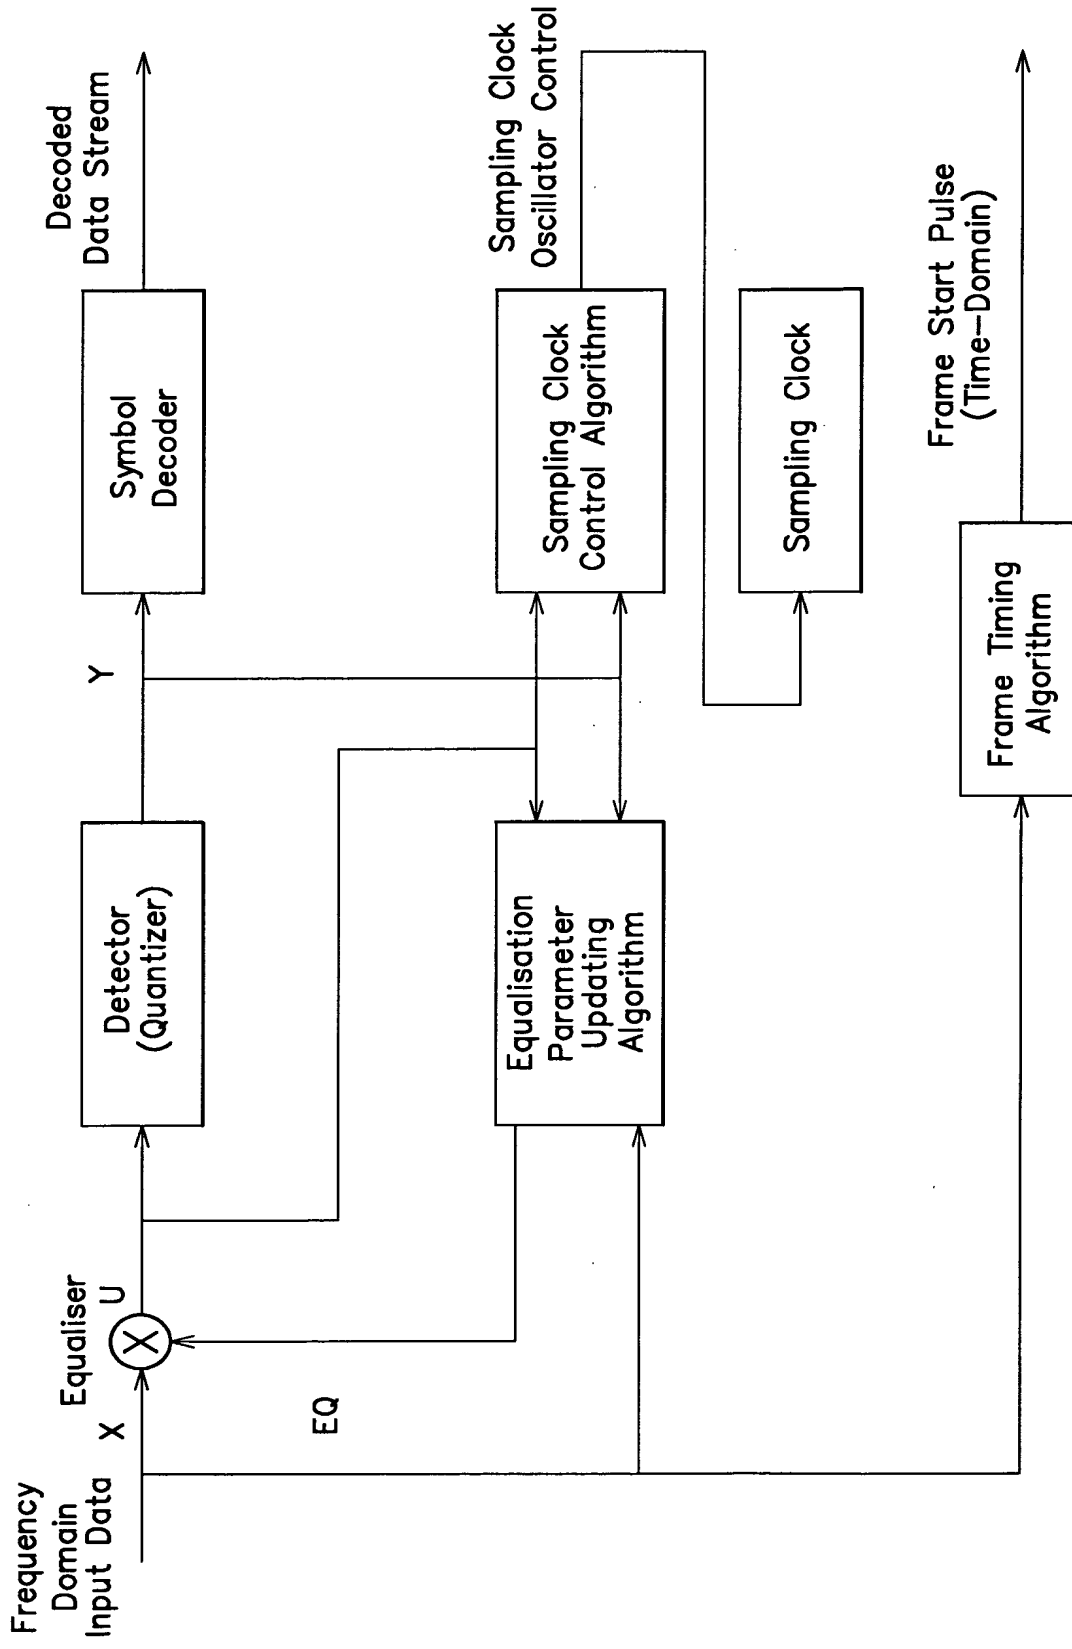 Frequency
Domain
Input Data
X
Equaliser
U
EQ
Detector
(Quantizer)
Y
Symbol
Decoder
Decoded
Data Stream
Equalisation
Parameter
Updating
Algorithm
Sampling Clock
Control Algorithm
Sampling Clock
Oscillator Control
Sampling Clock
Frame Timing
Algorithm
Frame Start Pulse
(Time-Domain)